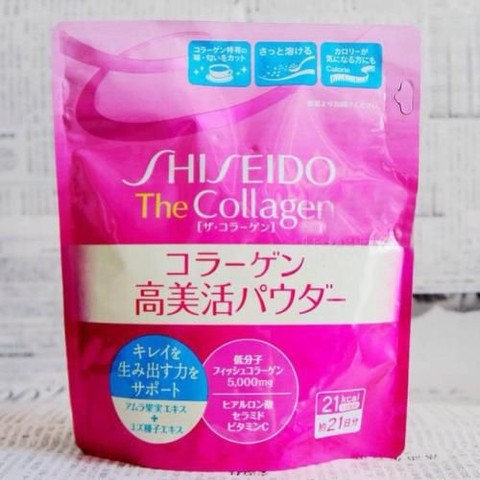 コラーゲン特有の
味・匂いをカット
さっと溶ける
カロリーが
気になる方にも
Calorie
SHISEIDO
The Collagen
[ザ・コラーゲン]
コラーゲン
高美活パウダー
キレイを
生み出す力を
サポート
アムラ果実エキス
+
ユズ種子エキス
低分子
フィッシュコラーゲン
5,000mg
ヒアルロン酸
セラミド
ビタミンC
21kcal
約21日分